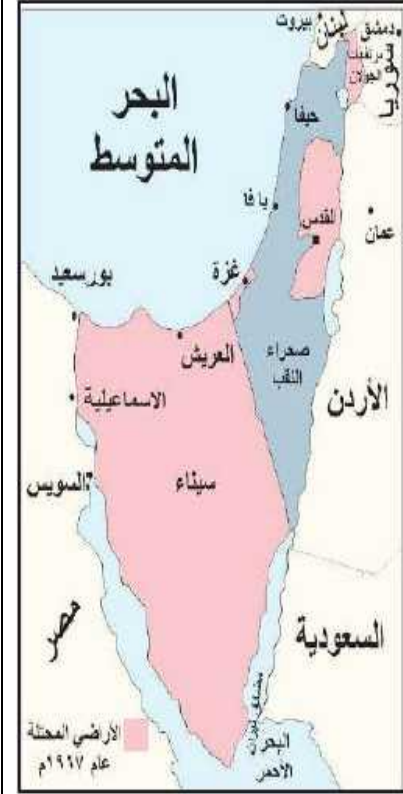 بيروت
لبنان
دمشق
مرتفعات
الجولان
سوريا
البحر
المتوسط
حيفا
يافا
القدس
عمان
غزة
بورسعيد
العريش
صحراء
النقب
الأردن
الاسماعيلية
السويس
سيناء
مصر
السعودية
البحر
الأحمر
الأراضي المحتلة
عام ١٩٦٧م